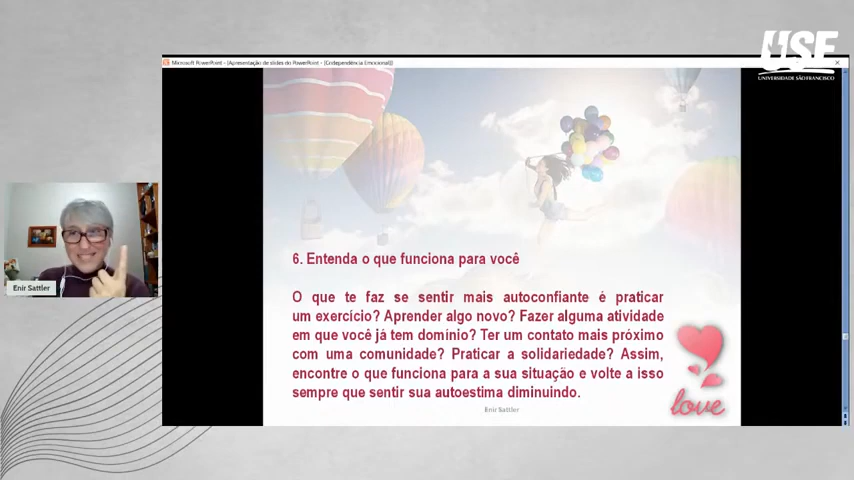 USF
UNIVERSIDADE SÃO FRANCISCO
Microsoft PowerPoint - [Apresentação de slides do PowerPoint - [Codependência Emocional]]
6. Entenda o que funciona para você
O que te faz se sentir mais autoconfiante é praticar
um exercício? Aprender algo novo? Fazer alguma atividade
em que você já tem domínio? Ter um contato mais próximo
com uma comunidade? Praticar a solidariedade? Assim,
encontre o que funciona para a sua situação e volte a isso
sempre que sentir sua autoestima diminuindo.
love
Enir Sattler
Enir Sattler